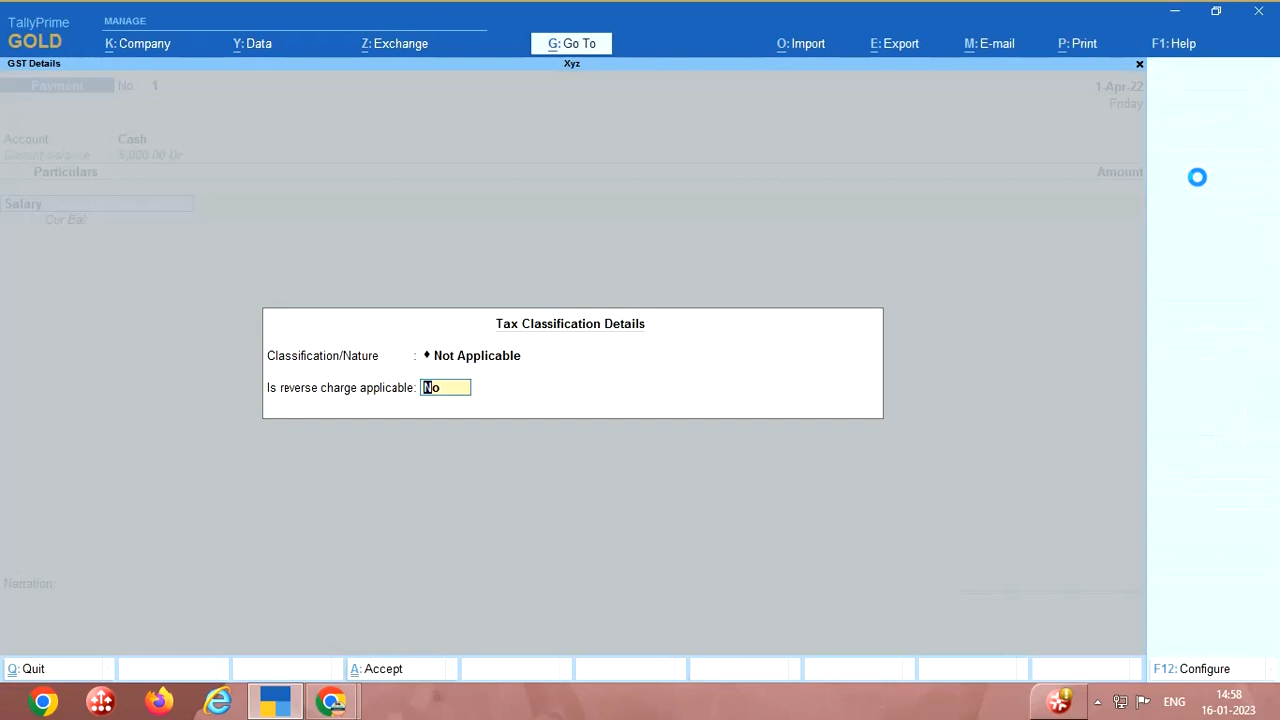 TallyPrime
GOLD
MANAGE
K: Company
Y: Data
Z: Exchange
G: Go To
O: Import
E: Export
M: E-mail
P: Print
F1: Help
GST Details
Xyz
Payment No. 1
1-Apr-22
Friday
Account Cash
Current balance 5,000.00 Dr
Particulars
Amount
Salary
Cur Bal
Tax Classification Details
Classification/Nature : ♦ Not Applicable
Is reverse charge applicable: No
Narration
Q: Quit
A: Accept
F12: Configure
ENG
14:58
16-01-2023